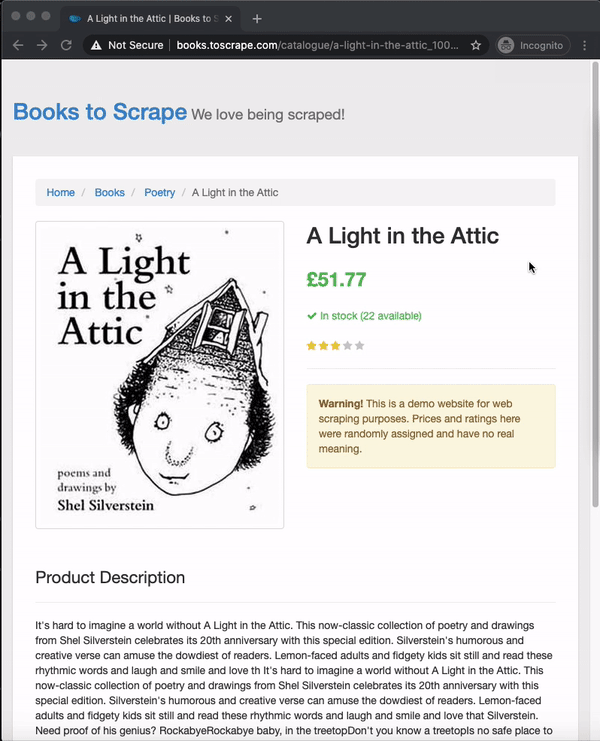 A Light in the Attic | Books to S
Not Secure | books.toscrape.com/catalogue/a-light-in-the-attic_100... Incognito
Books to Scrape We love being scraped!
Home / Books / Poetry / A Light in the Attic
A Light
in the
Attic
poems and
drawings by
Shel Silverstein
A Light in the Attic
£51.77
In stock (22 available)
Warning! This is a demo website for web
scraping purposes. Prices and ratings here
were randomly assigned and have no real
meaning.
Product Description
It's hard to imagine a world without A Light in the Attic. This now-classic collection of poetry and drawings
from Shel Silverstein celebrates its 20th anniversary with this special edition. Silverstein's humorous and
creative verse can amuse the dowdiest of readers. Lemon-faced adults and fidgety kids sit still and read these
rhythmic words and laugh and smile and love th It's hard to imagine a world without A Light in the Attic. This
now-classic collection of poetry and drawings from Shel Silverstein celebrates its 20th anniversary with this
special edition. Silverstein's humorous and creative verse can amuse the dowdiest of readers. Lemon-faced
adults and fidgety kids sit still and read these rhythmic words and laugh and smile and love that Silverstein.
Need proof of his genius? RockabyeRockabye baby, in the treetopDon't you know a treetopIs no safe place to